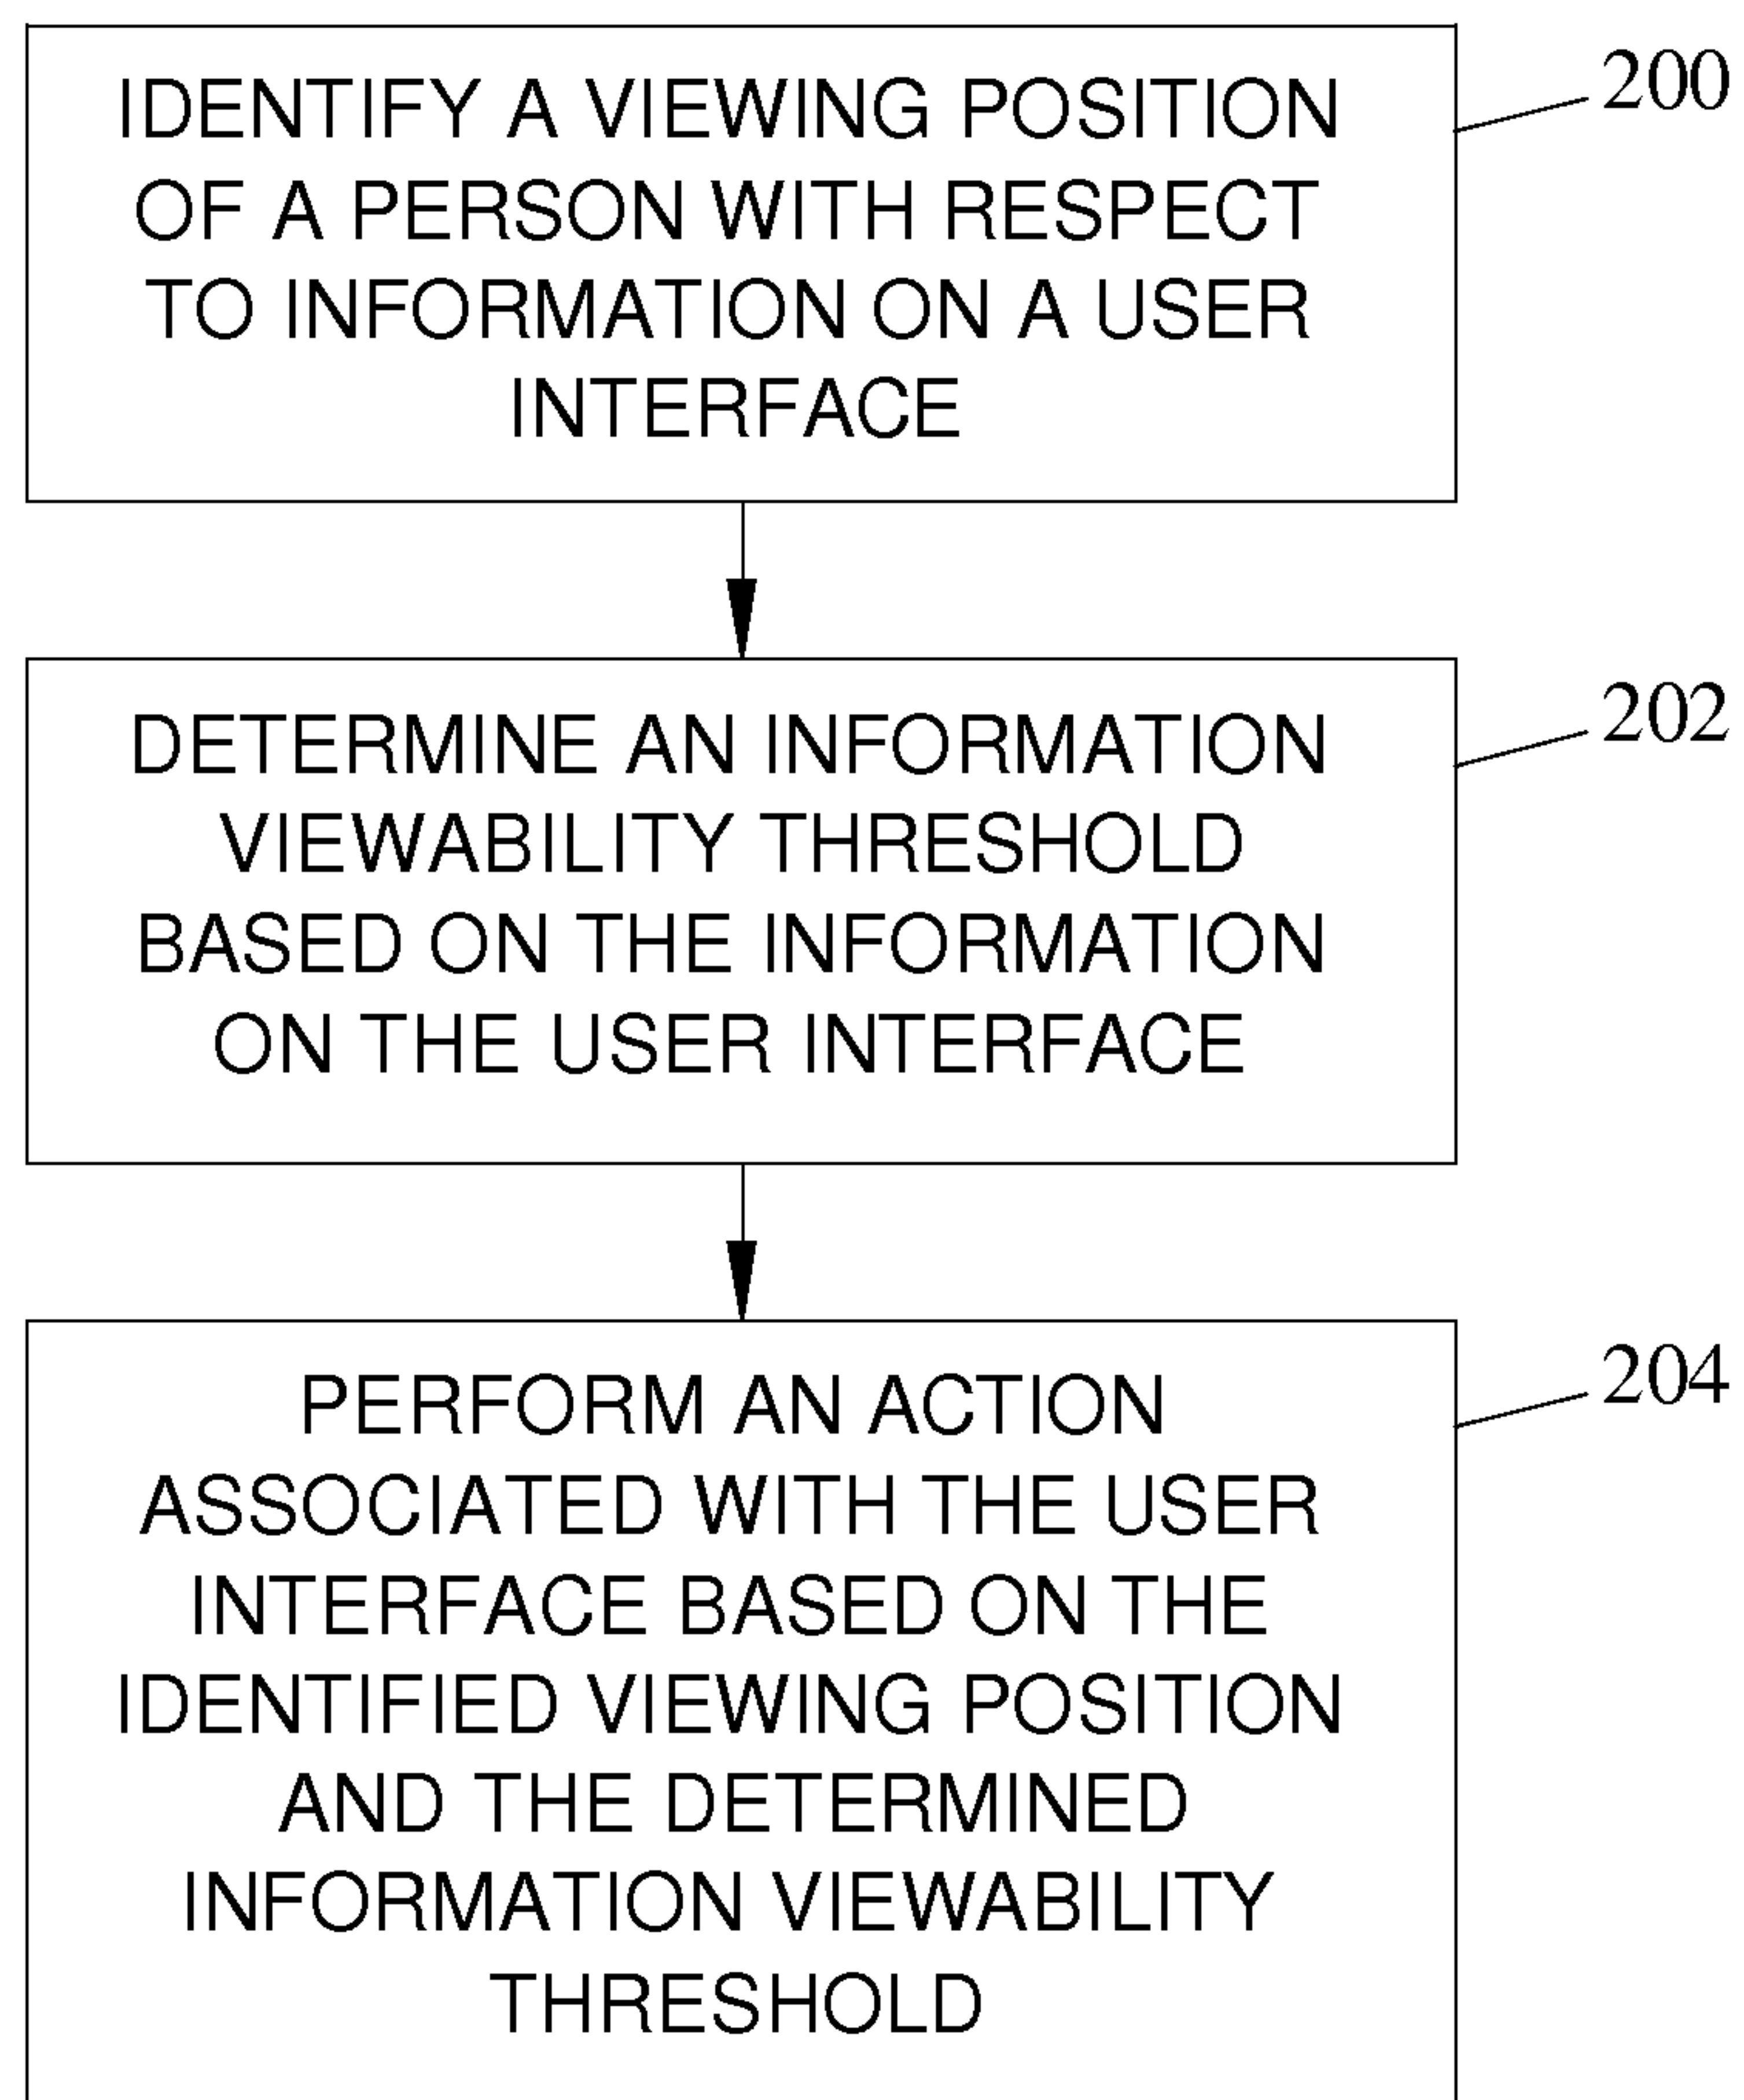 IDENTIFY A VIEWING POSITION
OF A PERSON WITH RESPECT
TO INFORMATION ON A USER
INTERFACE
200
DETERMINE AN INFORMATION
VIEWABILITY THRESHOLD
BASED ON THE INFORMATION
ON THE USER INTERFACE
202
PERFORM AN ACTION
ASSOCIATED WITH THE USER
INTERFACE BASED ON THE
IDENTIFIED VIEWING POSITION
AND THE DETERMINED
INFORMATION VIEWABILITY
THRESHOLD
204